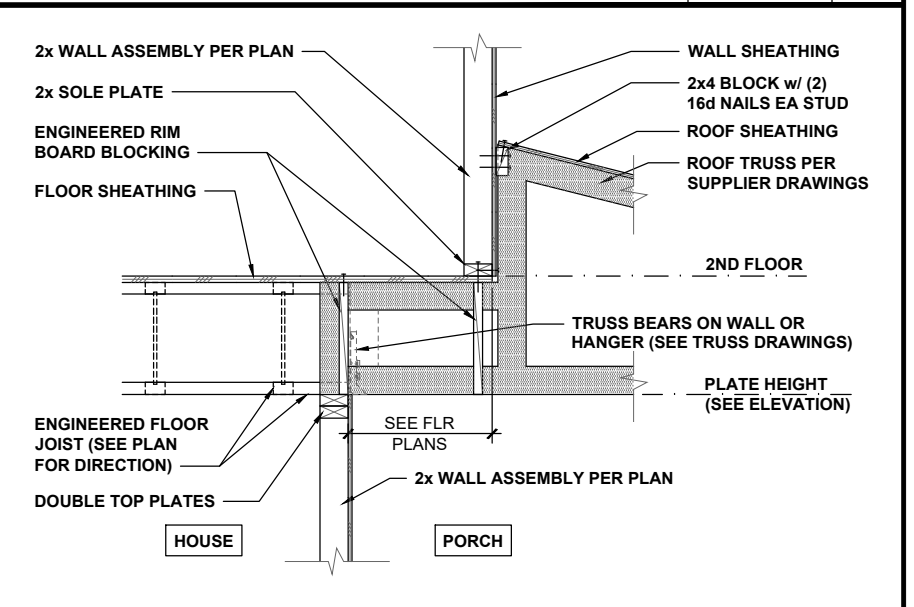 2x WALL ASSEMBLY PER PLAN
2x SOLE PLATE
ENGINEERED RIM
BOARD BLOCKING
FLOOR SHEATHING
WALL SHEATHING
2x4 BLOCK w/ (2)
16d NAILS EA STUD
ROOF SHEATHING
ROOF TRUSS PER
SUPPLIER DRAWINGS
2ND FLOOR
TRUSS BEARS ON WALL OR
HANGER (SEE TRUSS DRAWINGS)
PLATE HEIGHT
(SEE ELEVATION)
ENGINEERED FLOOR
JOIST (SEE PLAN
FOR DIRECTION)
DOUBLE TOP PLATES
SEE FLR
PLANS
2x WALL ASSEMBLY PER PLAN
HOUSE
PORCH